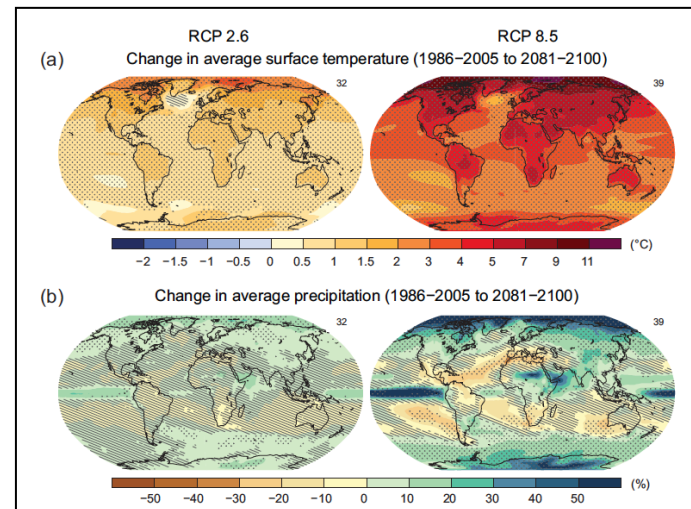 RCP 2.6 RCP 8.5
(a) Change in average surface temperature (1986−2005 to 2081−2100)
32 39
−2 −1.5 −1 −0.5 0 0.5 1 1.5 2 3 4 5 7 9 11 (°C)
(b) Change in average precipitation (1986−2005 to 2081−2100)
32 39
−50 −40 −30 −20 −10 0 10 20 30 40 50 (%)